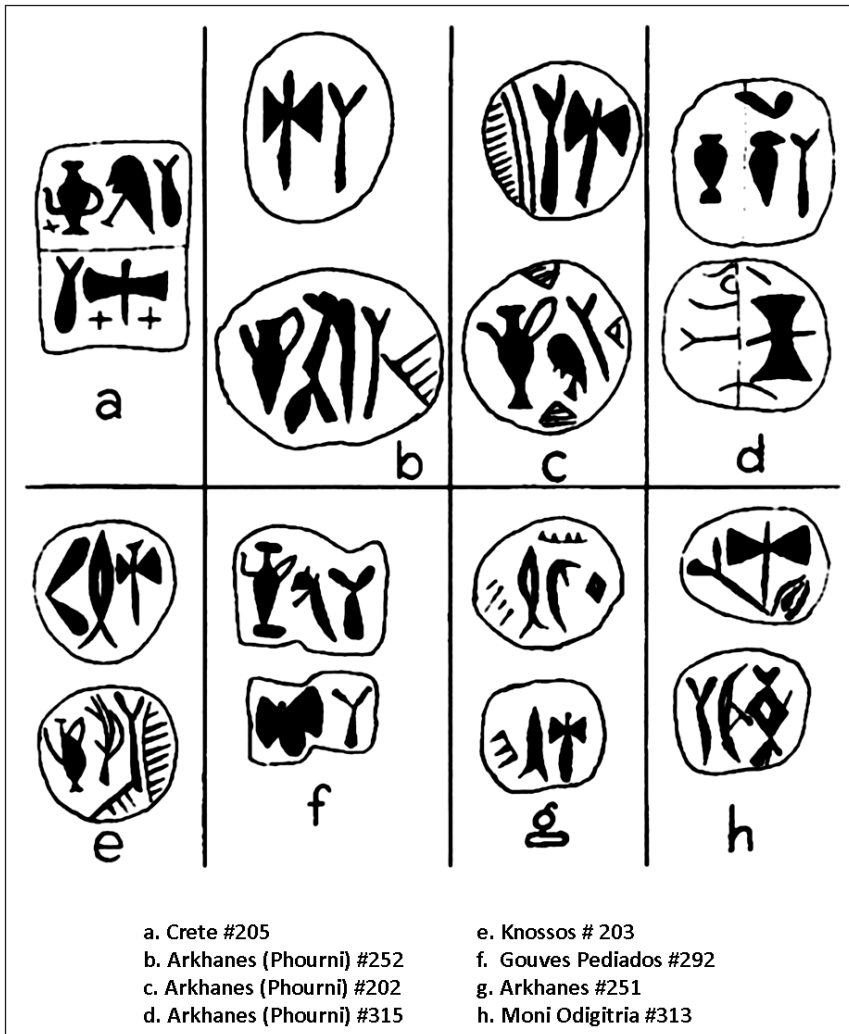 a
b
c
d
e
f
g
h
a. Crete #205
b. Arkhanes (Phourni) #252
c. Arkhanes (Phourni) #202
d. Arkhanes (Phourni) #315
e. Knossos # 203
f. Gouves Pediados #292
g. Arkhanes #251
h. Moni Odigitria #313